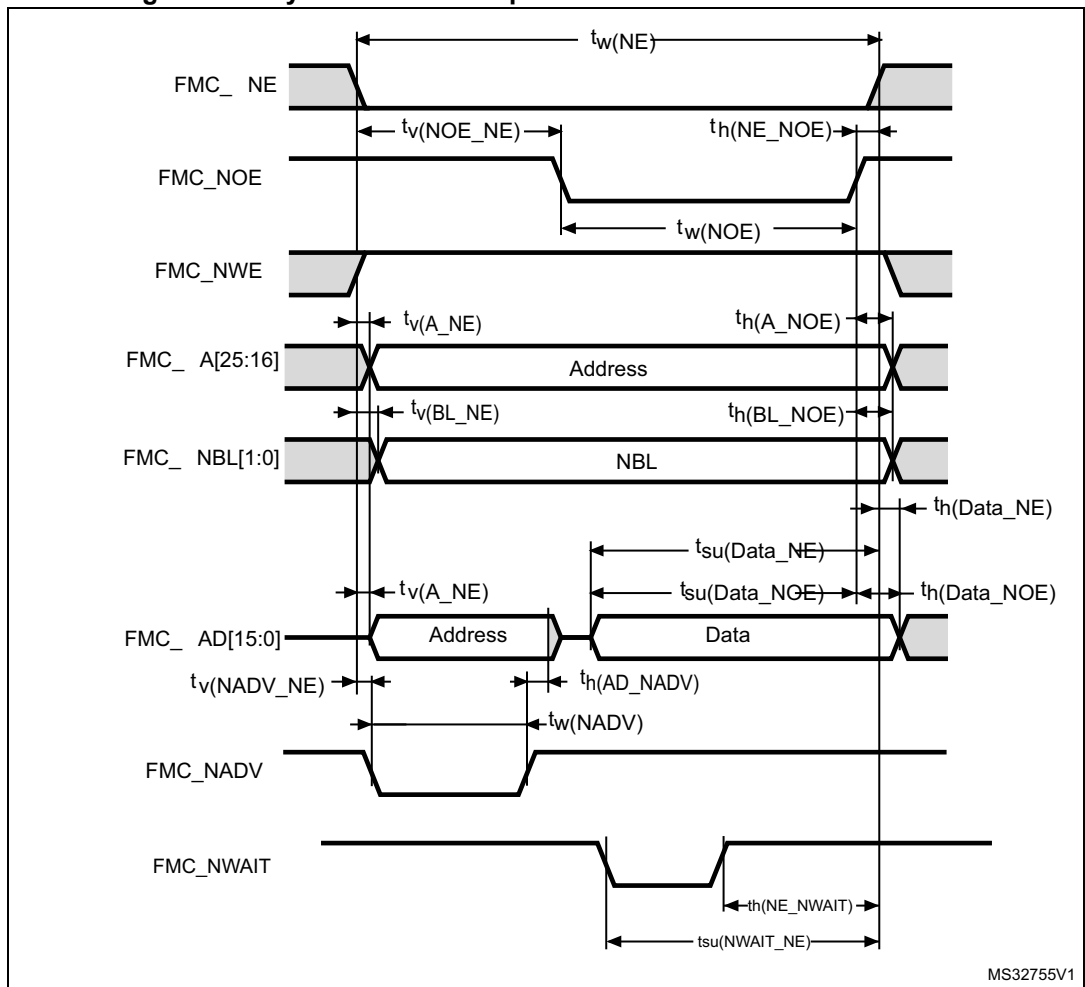 tw(NE)
FMC_ NE
tv(NOE_NE)
th(NE_NOE)
FMC_NOE
tw(NOE)
FMC_NWE
tv(A_NE)
th(A_NOE)
FMC_ A[25:16]
Address
tv(BL_NE)
th(BL_NOE)
FMC_ NBL[1:0]
NBL
th(Data_NE)
tsu(Data_NE)
tv(A_NE)
tsu(Data_NOE)
th(Data_NOE)
FMC_ AD[15:0]
Address
Data
tv(NADV_NE)
th(AD_NADV)
tw(NADV)
FMC_NADV
FMC_NWAIT
th(NE_NWAIT)
tsu(NWAIT_NE)
MS32755V1